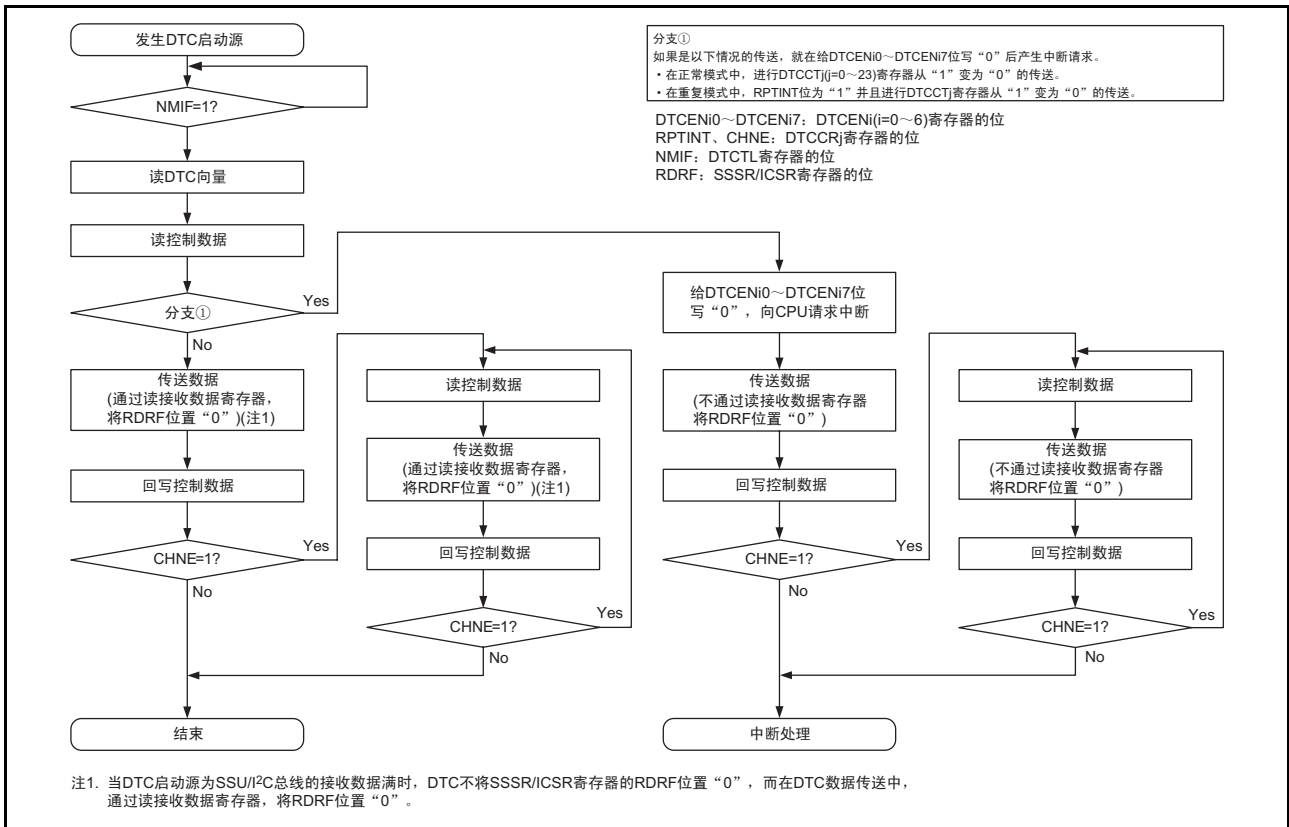 发生DTC启动源
NMIF=1?
读DTC向量
读控制数据
分支①
Yes
No
传送数据
(通过读接收数据寄存器，
将RDRF位置“0”)(注1)
回写控制数据
CHNE=1?
Yes
No
结束
读控制数据
传送数据
(通过读接收数据寄存器，
将RDRF位置“0”)(注1)
回写控制数据
CHNE=1?
Yes
No
分支①
如果是以下情况的传送，就在给DTCENi0～DTCENi7位写“0”后产生中断请求。
・在正常模式中，进行DTCCTj(j=0～23)寄存器从“1”变为“0”的传送。
・在重复模式中，RPTINT位为“1”并且进行DTCCTj寄存器从“1”变为“0”的传送。
DTCENi0～DTCENi7：DTCENi(i=0～6)寄存器的位
RPTINT、CHNE：DTCCRj寄存器的位
NMIF：DTCTL寄存器的位
RDRF：SSSR/ICSR寄存器的位
给DTCENi0～DTCENi7位
写“0”，向CPU请求中断
传送数据
(不通过读接收数据寄存器
将RDRF位置“0”)
回写控制数据
CHNE=1?
Yes
No
中断处理
读控制数据
传送数据
(不通过读接收数据寄存器
将RDRF位置“0”)
回写控制数据
CHNE=1?
Yes
No
注1. 当DTC启动源为SSU/I²C总线的接收数据满时，DTC不将SSSR/ICSR寄存器的RDRF位置“0”，而在DTC数据传送中，
通过读接收数据寄存器，将RDRF位置“0”。